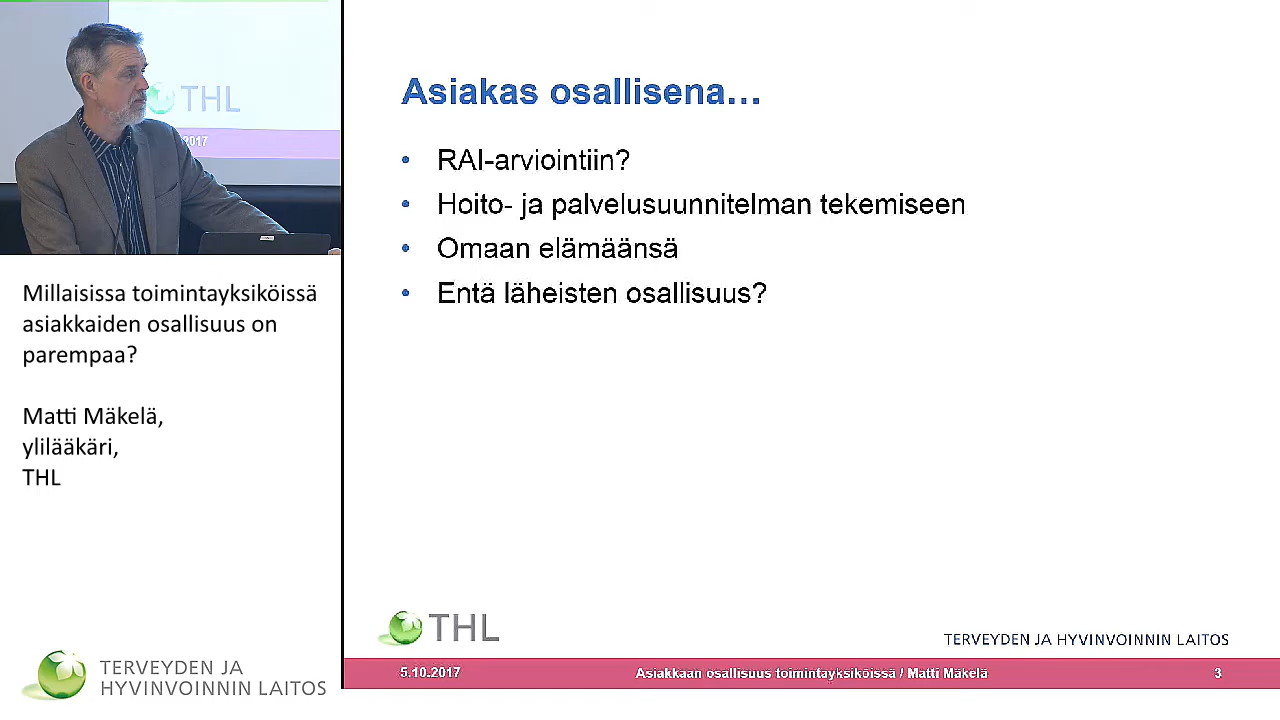 THL
2017
Millaisissa toimintayksiköissä
asiakkaiden osallisuus on
parempaa?
Matti Mäkelä,
ylilääkäri,
THL
TERVEYDEN JA
HYVINVOINNIN LAITOS
Asiakas osallisena…
• RAI-arviointiin?
• Hoito- ja palvelusuunnitelman tekemiseen
• Omaan elämäänsä
• Entä läheisten osallisuus?
THL
TERVEYDEN JA HYVINVOINNIN LAITOS
5.10.2017
Asiakkaan osallisuus toimintayksiköissä / Matti Mäkelä
3